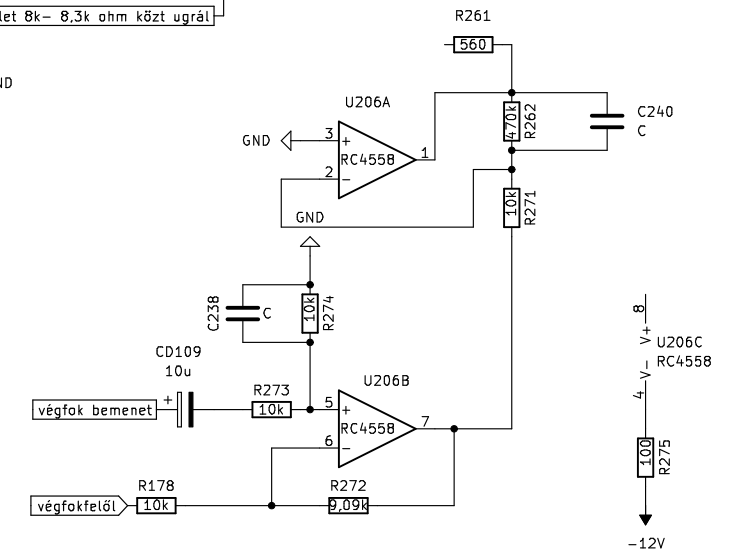 let 8k- 8,3k ohm közt ugrál
R261
560
ND
U206A
GND
3
+
RC4558
1
2
-
470k
R262
C240
C
GND
10k
R271
C238
C
10k
R274
8
V+
U206C
RC4558
V-
4
CD109
10u
végfok bemenet
+
R273
10k
U206B
5
+
RC4558
7
6
-
100
R275
végfokfelől
R178
10k
R272
9,09k
-12V